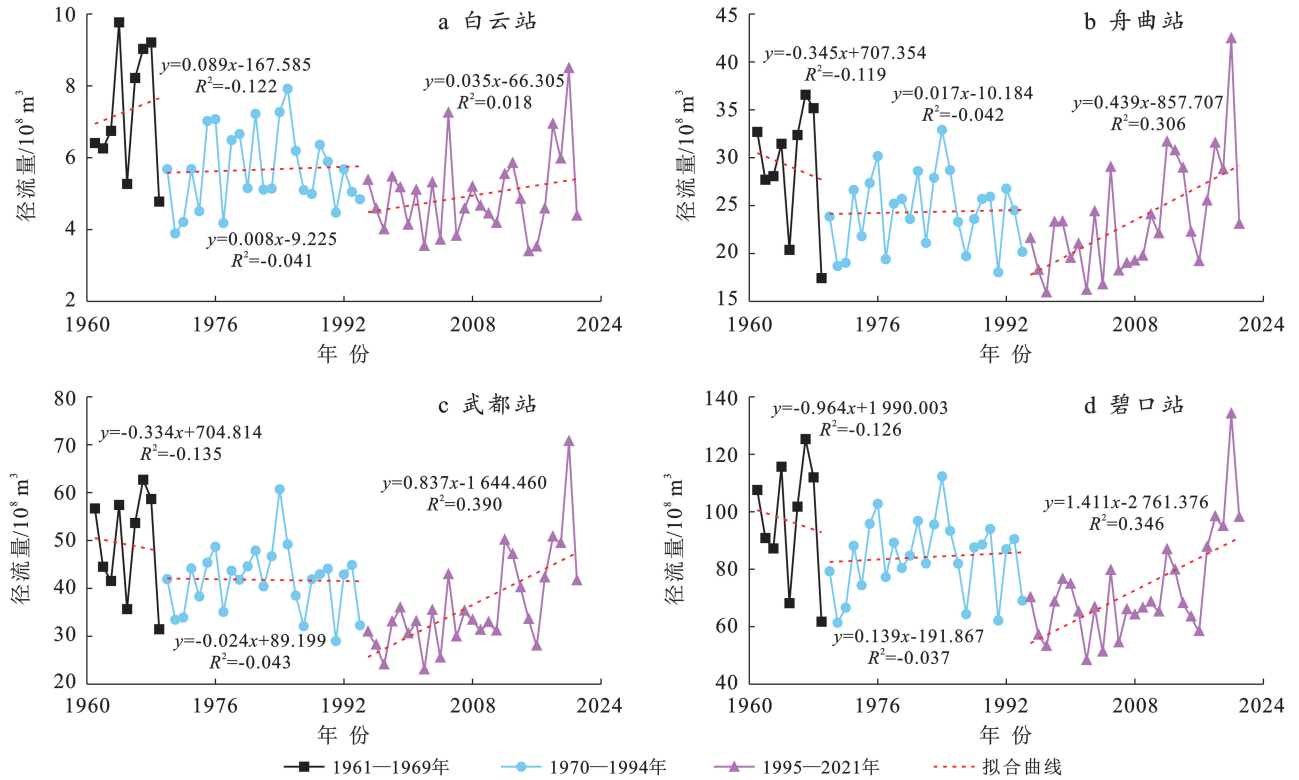 a 白云站
径流量/10⁸ m³
10
8
6
4
2
y=0.089x-167.585
R²=-0.122
y=0.035x-66.305
R²=0.018
y=0.008x-9.225
R²=-0.041
1960 1976 1992 2008 2024
年 份
b 舟曲站
径流量/10⁸ m³
45
40
35
30
25
20
15
y=-0.345x+707.354
R²=-0.119
y=0.017x-10.184
R²=-0.042
y=0.439x-857.707
R²=0.306
1960 1976 1992 2008 2024
年 份
c 武都站
径流量/10⁸ m³
80
70
60
50
40
30
20
y=-0.334x+704.814
R²=-0.135
y=0.837x-1 644.460
R²=0.390
y=-0.024x+89.199
R²=-0.043
1960 1976 1992 2008 2024
年 份
d 碧口站
径流量/10⁸ m³
140
120
100
80
60
40
y=-0.964x+1 990.003
R²=-0.126
y=1.411x-2 761.376
R²=0.346
y=0.139x-191.867
R²=-0.037
1960 1976 1992 2008 2024
年 份
1961—1969年 1970—1994年 1995—2021年 拟合曲线